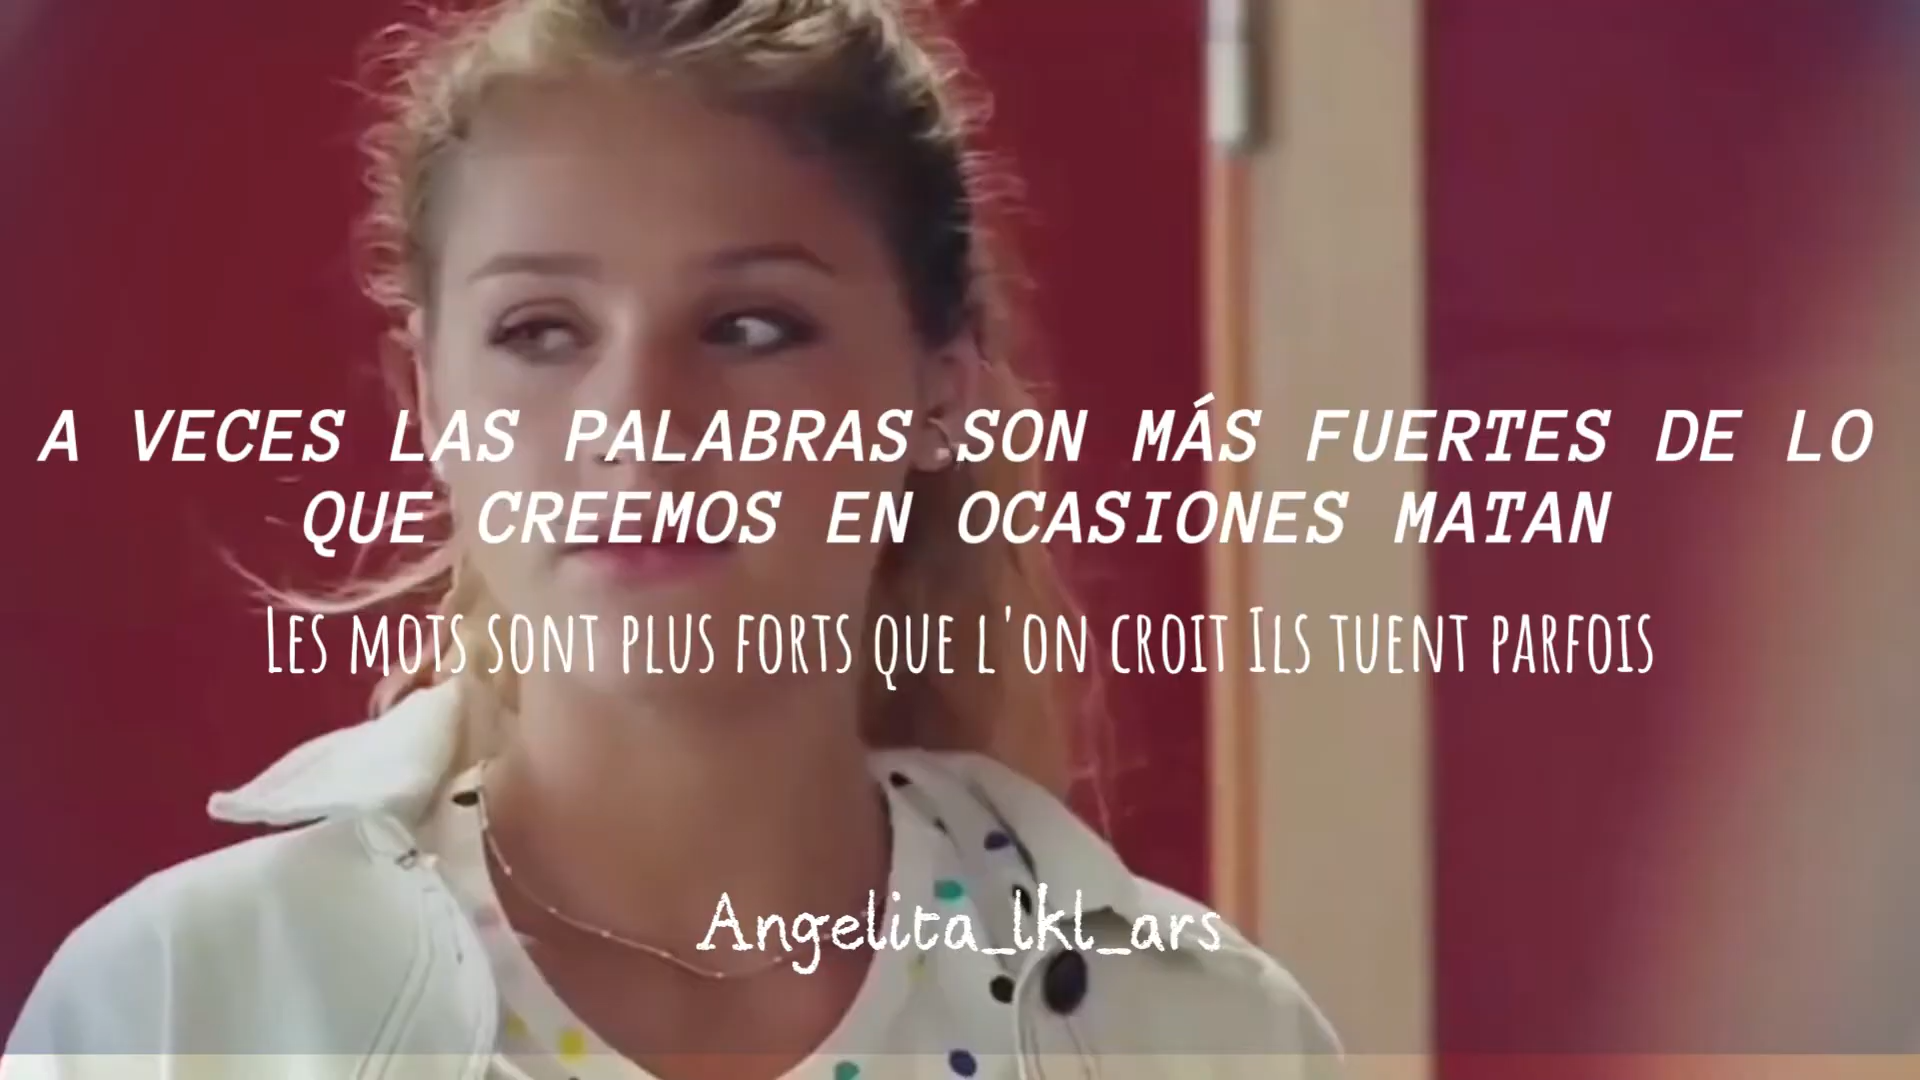 A VECES LAS PALABRAS SON MÁS FUERTES DE LO
QUE CREEMOS EN OCASIONES MATAN
LES MOTS SONT PLUS FORTS QUE L'ON CROIT ILS TUENT PARFOIS
Angelita_lkl_ars